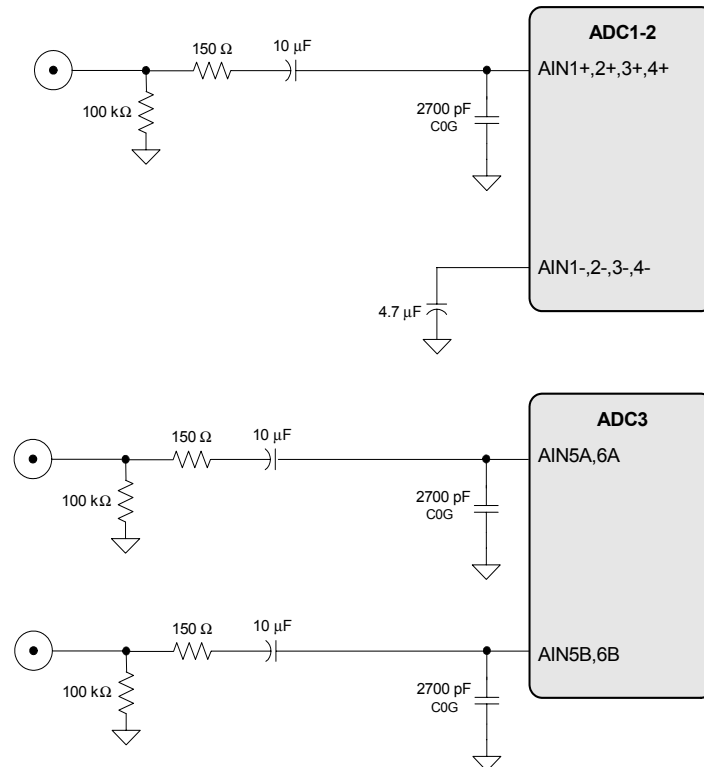 150 Ω
10 µF
ADC1-2
AIN1+,2+,3+,4+
100 kΩ
2700 pF
C0G
AIN1-,2-,3-,4-
4.7 µF
ADC3
150 Ω
10 µF
AIN5A,6A
100 kΩ
2700 pF
C0G
150 Ω
10 µF
AIN5B,6B
100 kΩ
2700 pF
C0G